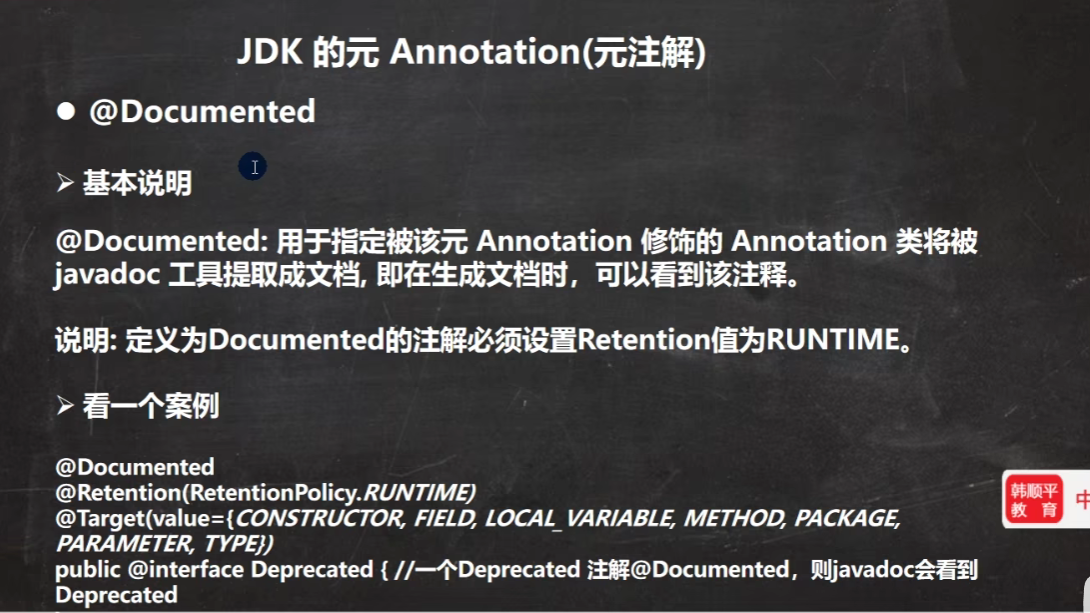 JDK 的元 Annotation(元注解)
● @Documented
➢ 基本说明
@Documented: 用于指定被该元 Annotation 修饰的 Annotation 类将被
javadoc 工具提取成文档, 即在生成文档时，可以看到该注释。
说明: 定义为Documented的注解必须设置Retention值为RUNTIME。
➢ 看一个案例
@Documented
@Retention(RetentionPolicy.RUNTIME)
@Target(value={CONSTRUCTOR, FIELD, LOCAL_VARIABLE, METHOD, PACKAGE,
PARAMETER, TYPE})
public @interface Deprecated { //一个Deprecated 注解@Documented，则javadoc会看到
Deprecated
韩顺平
教 育
中